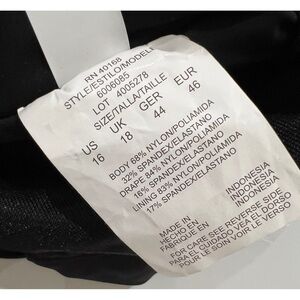 RN 40168
STYLE/ESTILO/MODELE
6006085
LOT 4005278
SIZE/TALLA/TAILLE
US UK GER EUR
16 18 44 46
BODY 68% NYLON/POLIAMIDA
32% SPANDEX/ELASTANO
DRAPE 84% NYLON/POLIAMIDA
16% SPANDEX/ELASTANO
LINING 83% NYLON/POLIAMIDA
17% SPANDEX/ELASTANO
MADE IN INDONESIA
HECHO EN INDONESIA
FABRIQUE EN INDONESIA
FOR CARE SEE REVERSE SIDE
PARA EL CUIDADO VEA EL DORSO
POUR LE SOIN VOIR LE VERSO